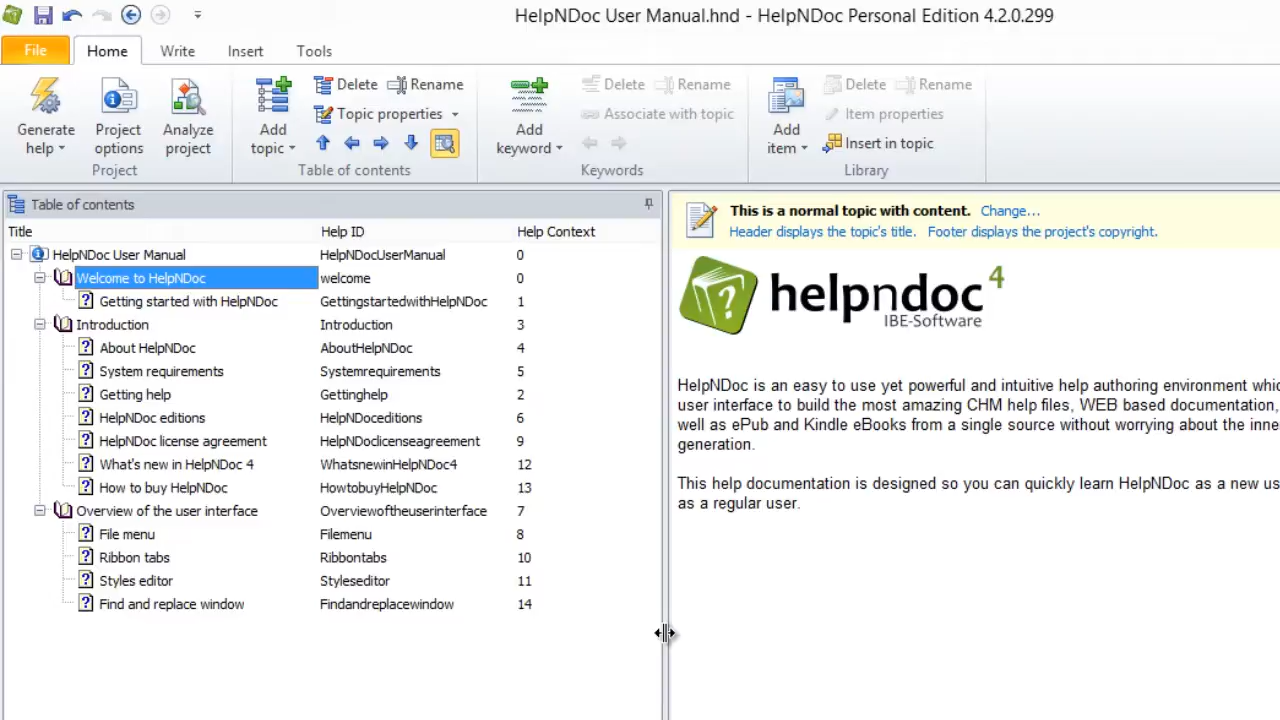 HelpNDoc User Manual.hnd - HelpNDoc Personal Edition 4.2.0.299
File Home Write Insert Tools
Generate help
Project options
Analyze project
Project
Add topic
Delete Rename
Topic properties
Table of contents
Add keyword
Delete Rename
Associate with topic
Keywords
Add item
Delete Rename
Item properties
Insert in topic
Library
Table of contents
Title Help ID Help Context
HelpNDoc User Manual HelpNDocUserManual 0
Welcome to HelpNDoc welcome 0
Getting started with HelpNDoc GettingstartedwithHelpNDoc 1
Introduction Introduction 3
About HelpNDoc AboutHelpNDoc 4
System requirements Systemrequirements 5
Getting help Gettinghelp 2
HelpNDoc editions HelpNDoceditions 6
HelpNDoc license agreement HelpNDoclicenseagreement 9
What's new in HelpNDoc 4 WhatsnewinHelpNDoc4 12
How to buy HelpNDoc HowtobuyHelpNDoc 13
Overview of the user interface Overviewoftheuserinterface 7
File menu Filemenu 8
Ribbon tabs Ribbontabs 10
Styles editor Styleseditor 11
Find and replace window Findandreplacewindow 14
This is a normal topic with content. Change...
Header displays the topic's title. Footer displays the project's copyright.
helpndoc 4
IBE-Software
HelpNDoc is an easy to use yet powerful and intuitive help authoring environment
user interface to build the most amazing CHM help files, WEB based documentation,
well as ePub and Kindle eBooks from a single source without worrying about the
generation.
This help documentation is designed so you can quickly learn HelpNDoc as a new
as a regular user.